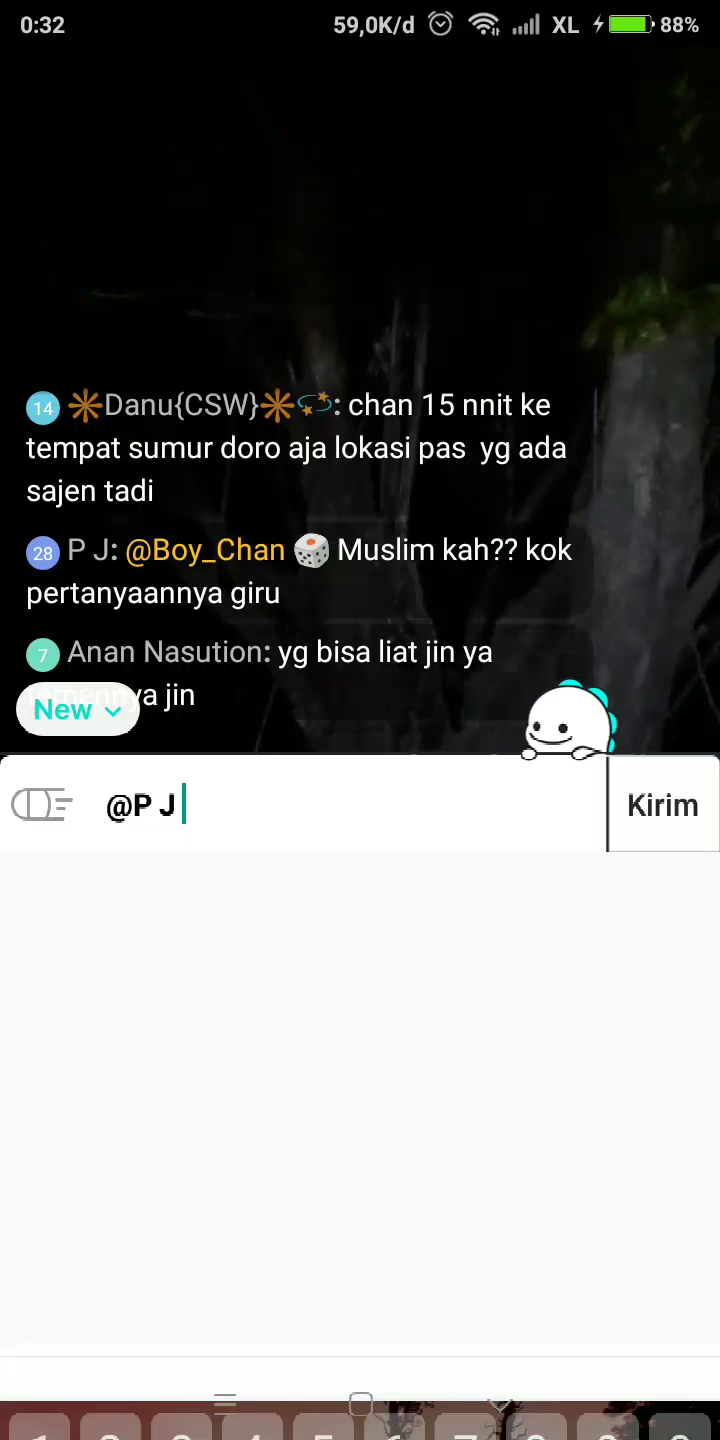 0:32 59,0K/d XL 88%
14 Danu{CSW}: chan 15 nnit ke
tempat sumur doro aja lokasi pas yg ada
sajen tadi
28 P J: @Boy_Chan 🎲 Muslim kah?? kok
pertanyaannya giru
7 Anan Nasution: yg bisa liat jin ya
temennya jin
New
@P J
Kirim